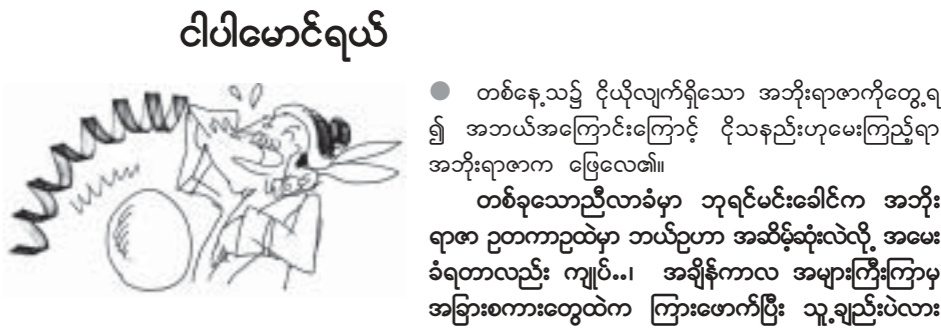 ငါပါမောင်ရယ်
တစ်နေ့သ၌ ငိုယိုလျက်ရှိသော အဘိုးရာဇာကိုတွေ့ရ
၍ အဘယ်အကြောင်းကြောင့် ငိုသနည်းဟုမေးကြည့်ရာ
အဘိုးရာဇာက ဖြေလေ၏။
တစ်ခုသောညီလာခံမှာ ဘုရင်မင်းခေါင်က အဘိုး
ရာဇာ ဥတကာဥထဲမှာ ဘယ်ဥဟာ အဆိမ့်ဆုံးလဲလို့ အမေး
ခံရတာလည်း ကျုပ်..၊ အချိန်ကာလ အများကြီးကြာမှ
အခြားစကားတွေထဲက ကြားဖောက်ပြီး သူ့ချည်းပဲလား